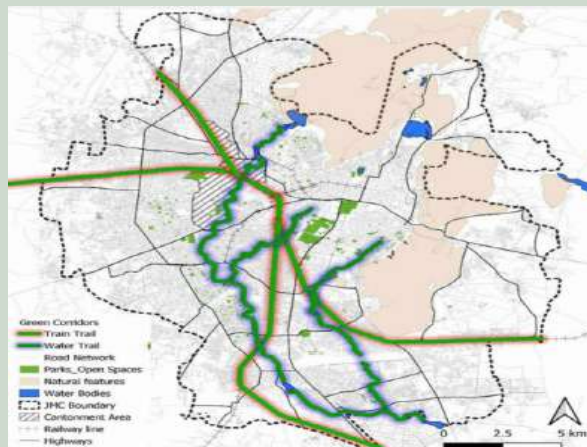 Green Corridors
Train Trail
Water Trail
Road Network
Parks_Open Spaces
Natural features
Water Bodies
JMC Boundary
Cantonment Area
Railway line
Highways
0 2.5 5 km